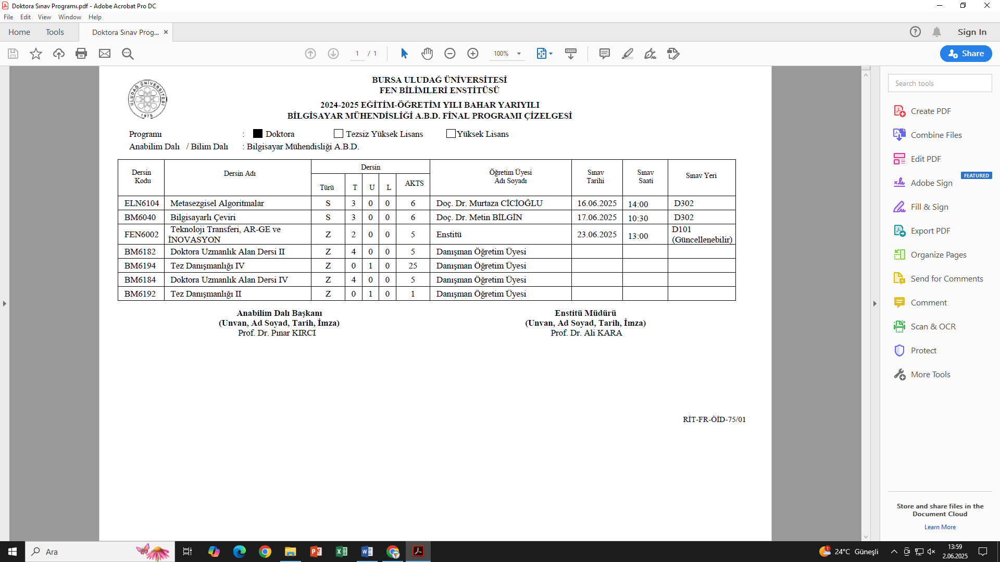 Doktora Sınav Programı.pdf - Adobe Acrobat Pro DC
File Edit View Window Help
Home Tools Doktora Sınav Prog... × Sign In
1 / 1 100% Share
ULUDAĞ ÜNİVERSİTESİ 1975
BURSA ULUDAĞ ÜNİVERSİTESİ
FEN BİLİMLERİ ENSTİTÜSÜ
2024-2025 EĞİTİM-ÖĞRETİM YILI BAHAR YARIYILI
BİLGİSAYAR MÜHENDİSLİĞİ A.B.D. FİNAL PROGRAMI ÇİZELGESİ
Programı : Doktora Tezsiz Yüksek Lisans Yüksek Lisans
Anabilim Dalı / Bilim Dalı : Bilgisayar Mühendisliği A.B.D.
Dersin Kodu Dersin Adı Dersin Öğretim Üyesi Adı Soyadı Sınav Tarihi Sınav Saati Sınav Yeri
Türü T U L AKTS
ELN6104 Metasezgisel Algoritmalar S 3 0 0 6 Doç. Dr. Murtaza CİCİOĞLU 16.06.2025 14:00 D302
BM6040 Bilgisayarlı Çeviri S 3 0 0 6 Doç. Dr. Metin BİLGİN 17.06.2025 10:30 D302
FEN6002 Teknoloji Transferi, AR-GE ve İNOVASYON Z 2 0 0 5 Enstitü 23.06.2025 13:00 D101 (Güncellenebilir)
BM6182 Doktora Uzmanlık Alan Dersi II Z 4 0 0 5 Danışman Öğretim Üyesi
BM6194 Tez Danışmanlığı IV Z 0 1 0 25 Danışman Öğretim Üyesi
BM6184 Doktora Uzmanlık Alan Dersi IV Z 4 0 0 5 Danışman Öğretim Üyesi
BM6192 Tez Danışmanlığı II Z 0 1 0 1 Danışman Öğretim Üyesi
Anabilim Dalı Başkanı
(Unvan, Ad Soyad, Tarih, İmza)
Prof. Dr. Pınar KIRCI
Enstitü Müdürü
(Unvan, Ad Soyad, Tarih, İmza)
Prof. Dr. Ali KARA
RİT-FR-ÖİD-75/01
Search tools
Create PDF
Combine Files
Edit PDF
FEATURED
Adobe Sign
Fill & Sign
Export PDF
Organize Pages
Send for Comments
Comment
Scan & OCR
Protect
More Tools
Store and share files in the
Document Cloud
Learn More
Ara
1 24°C Güneşli
13:59
2.06.2025